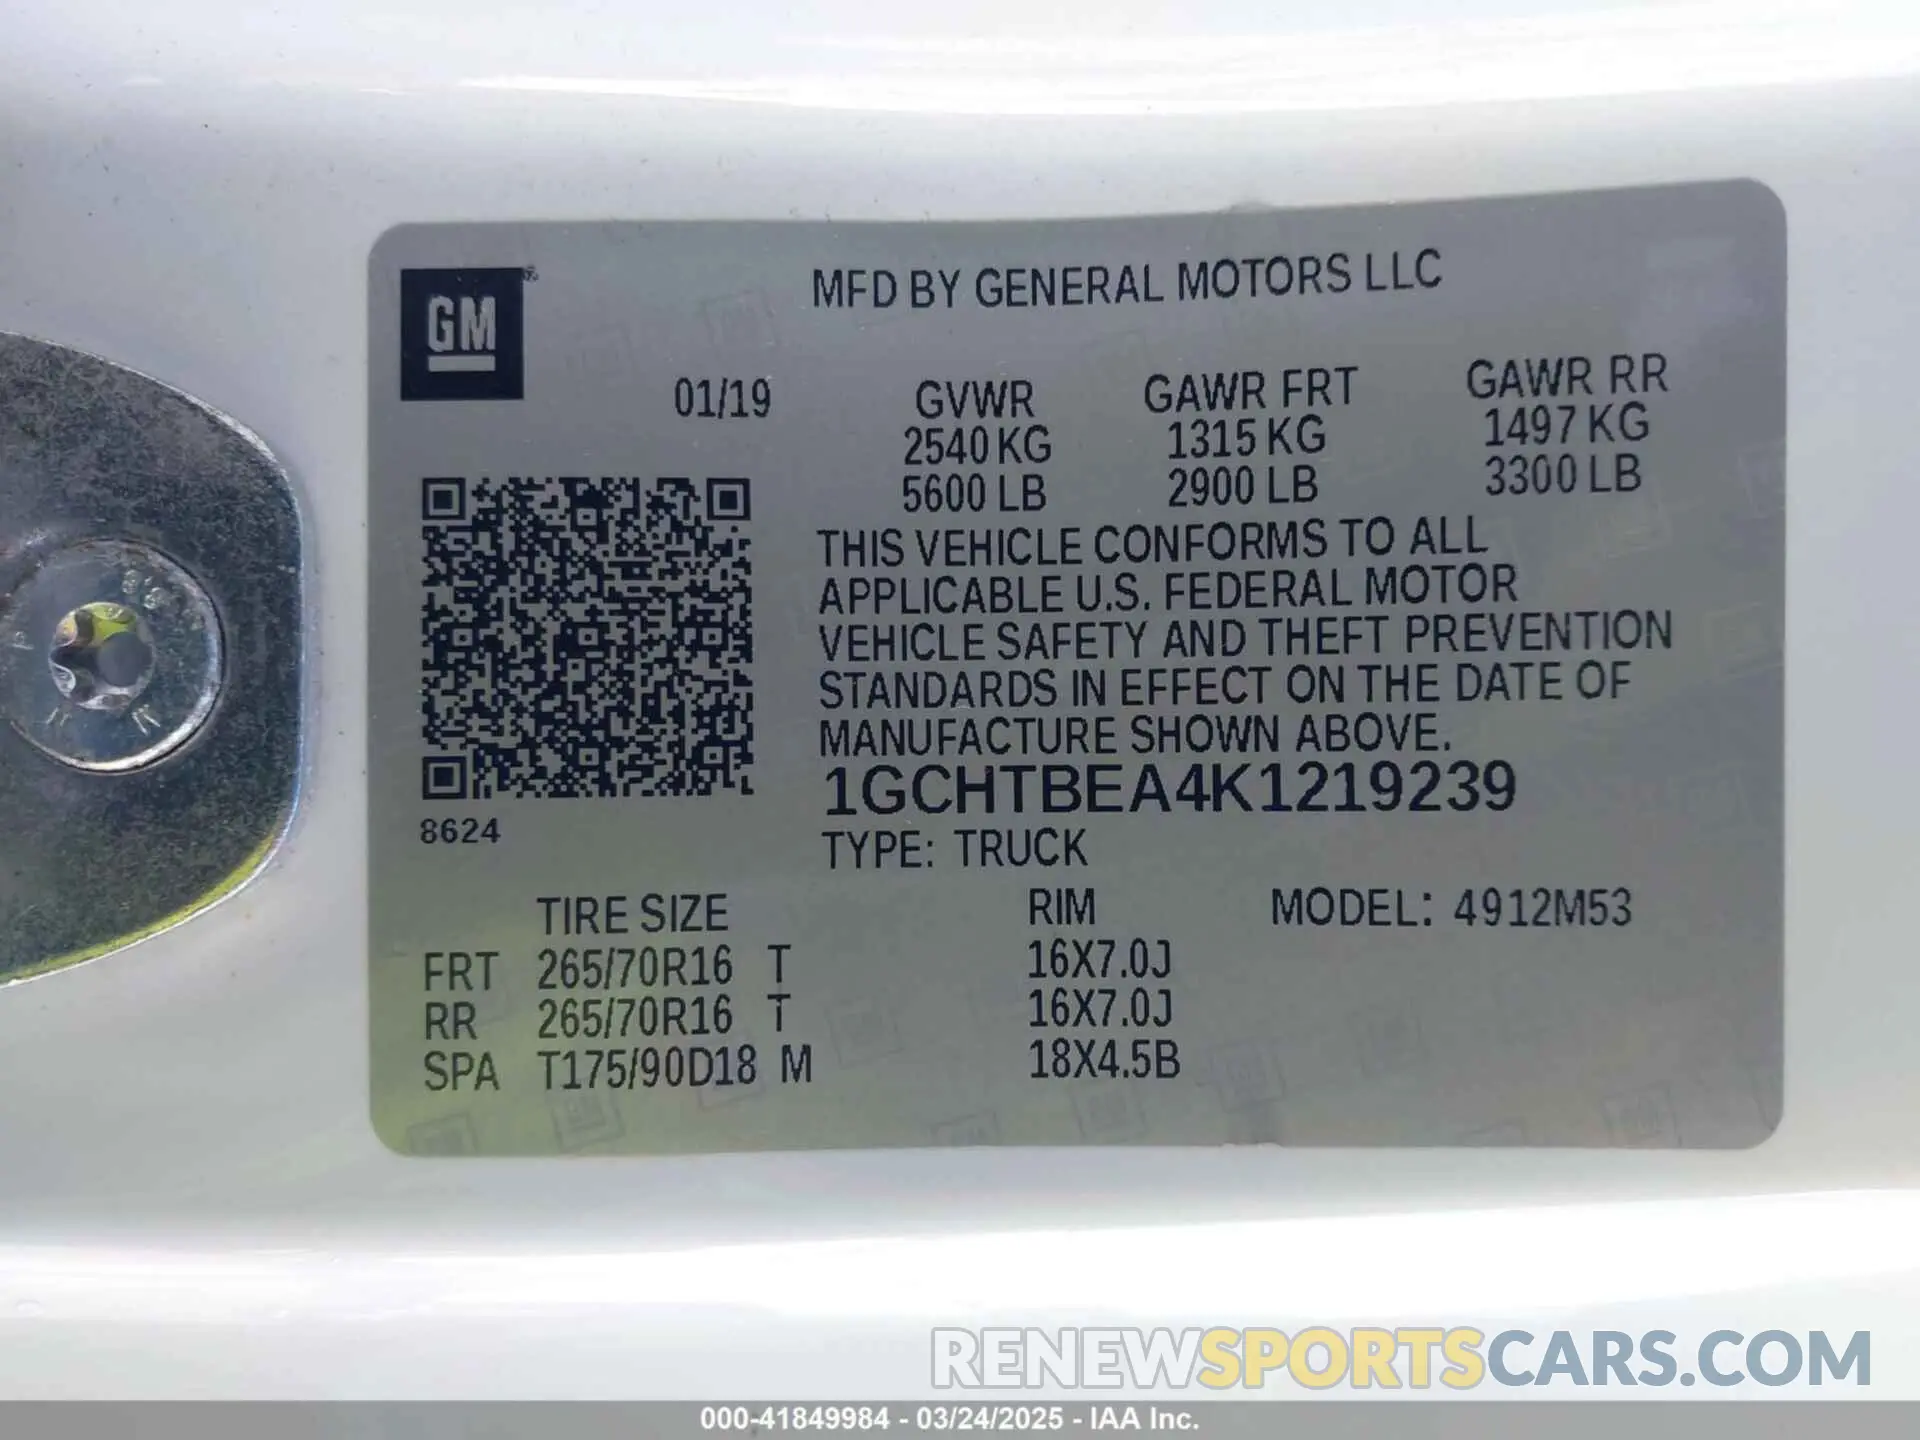 GM®
MFD BY GENERAL MOTORS LLC
01/19 GVWR GAWR FRT GAWR RR
2540 KG 1315 KG 1497 KG
5600 LB 2900 LB 3300 LB
THIS VEHICLE CONFORMS TO ALL
APPLICABLE U.S. FEDERAL MOTOR
VEHICLE SAFETY AND THEFT PREVENTION
STANDARDS IN EFFECT ON THE DATE OF
MANUFACTURE SHOWN ABOVE.
1GCHTBEA4K1219239
8624
TYPE: TRUCK
TIRE SIZE RIM MODEL: 4912M53
FRT 265/70R16 T 16X7.0J
RR 265/70R16 T 16X7.0J
SPA T175/90D18 M 18X4.5B
RENEWSPORTSCARS.COM
000-41849984 - 03/24/2025 - IAA Inc.